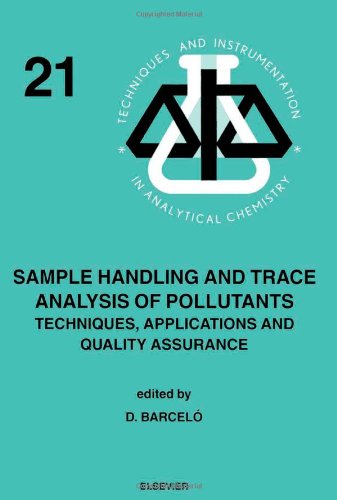 21
* TECHNIQUES AND INSTRUMENTATION *
IN ANALYTICAL CHEMISTRY
SAMPLE HANDLING AND TRACE
ANALYSIS OF POLLUTANTS
TECHNIQUES, APPLICATIONS AND
QUALITY ASSURANCE
edited by
D. BARCELÓ
ELSEVIER